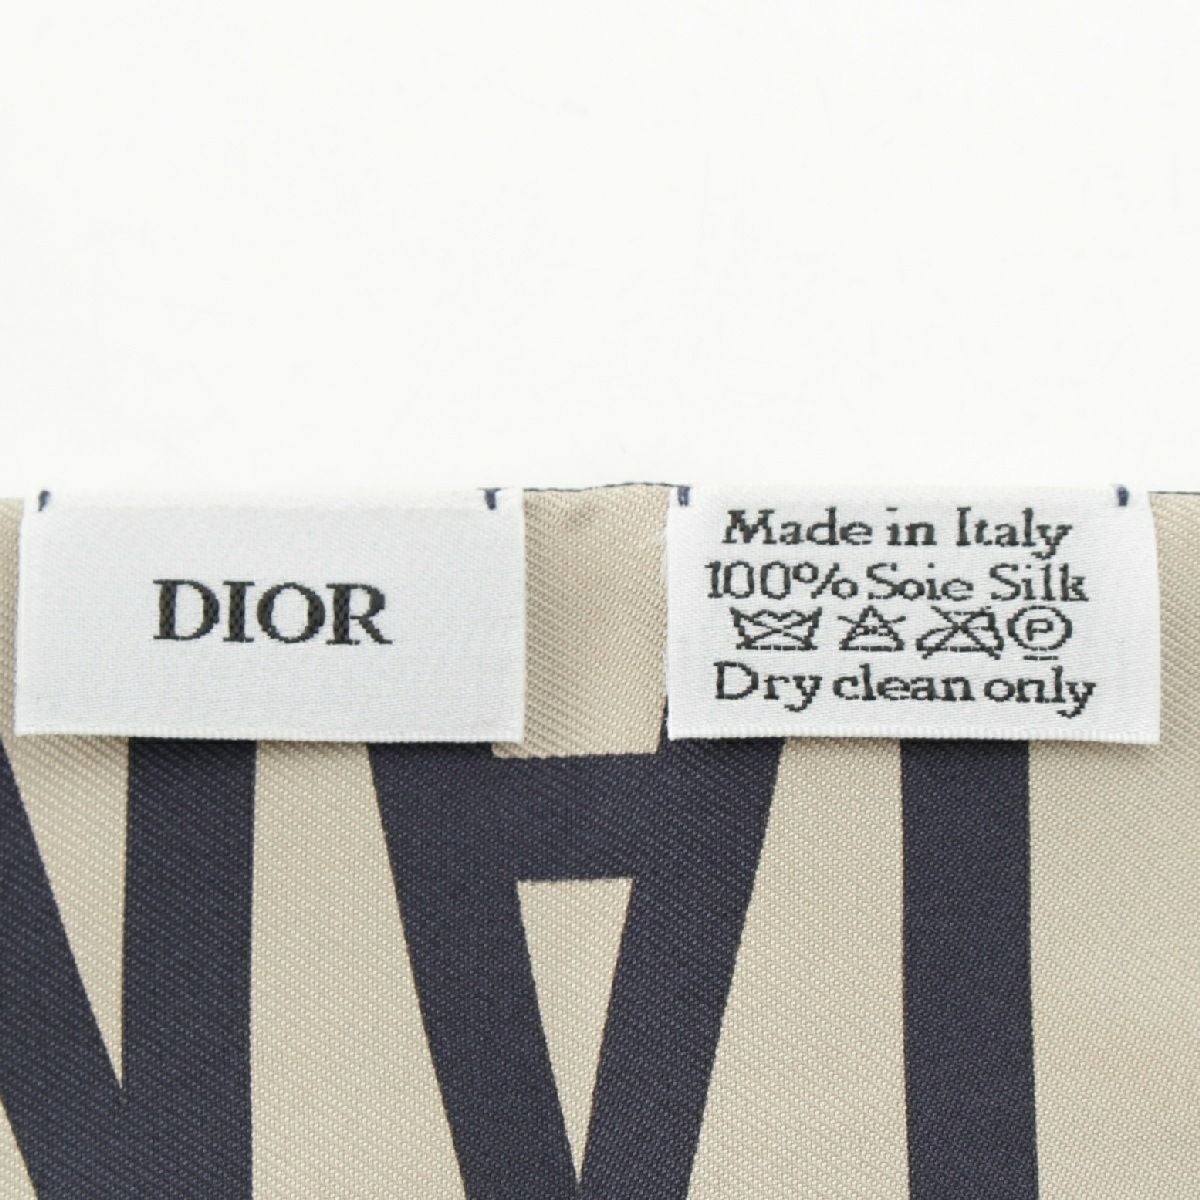 DIOR
Made in Italy
100% Soie Silk
P
Dry clean only